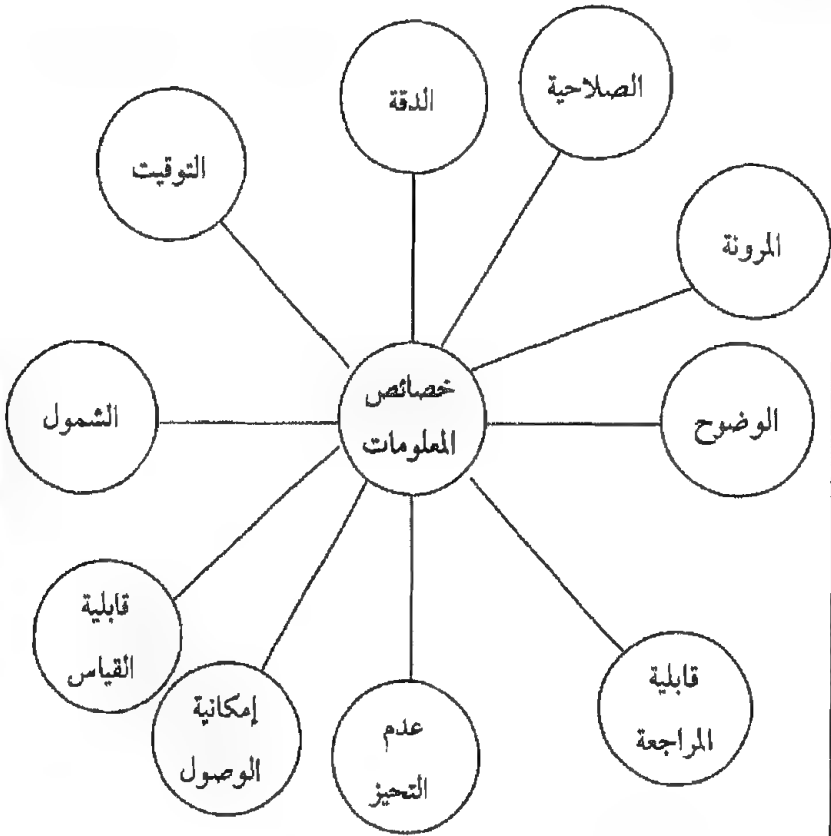 الصلاحية
الدقة
التوقيت
المرونة
خصائص
المعلومات
الوضوح
الشمول
قابلية
القياس
إمكانية
الوصول
عدم
التحيز
قابلية
المراجعة